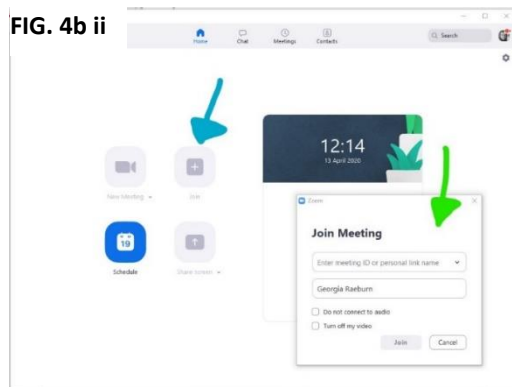 FIG. 4b ii
Home Chat Meetings Contacts Search
12:14
13 April 2020
New Meeting Join
19
Schedule Share screen
Zoom
Join Meeting
Enter meeting ID or personal link name
Georgia Raeburn
Do not connect to audio
Turn off my video
Join Cancel